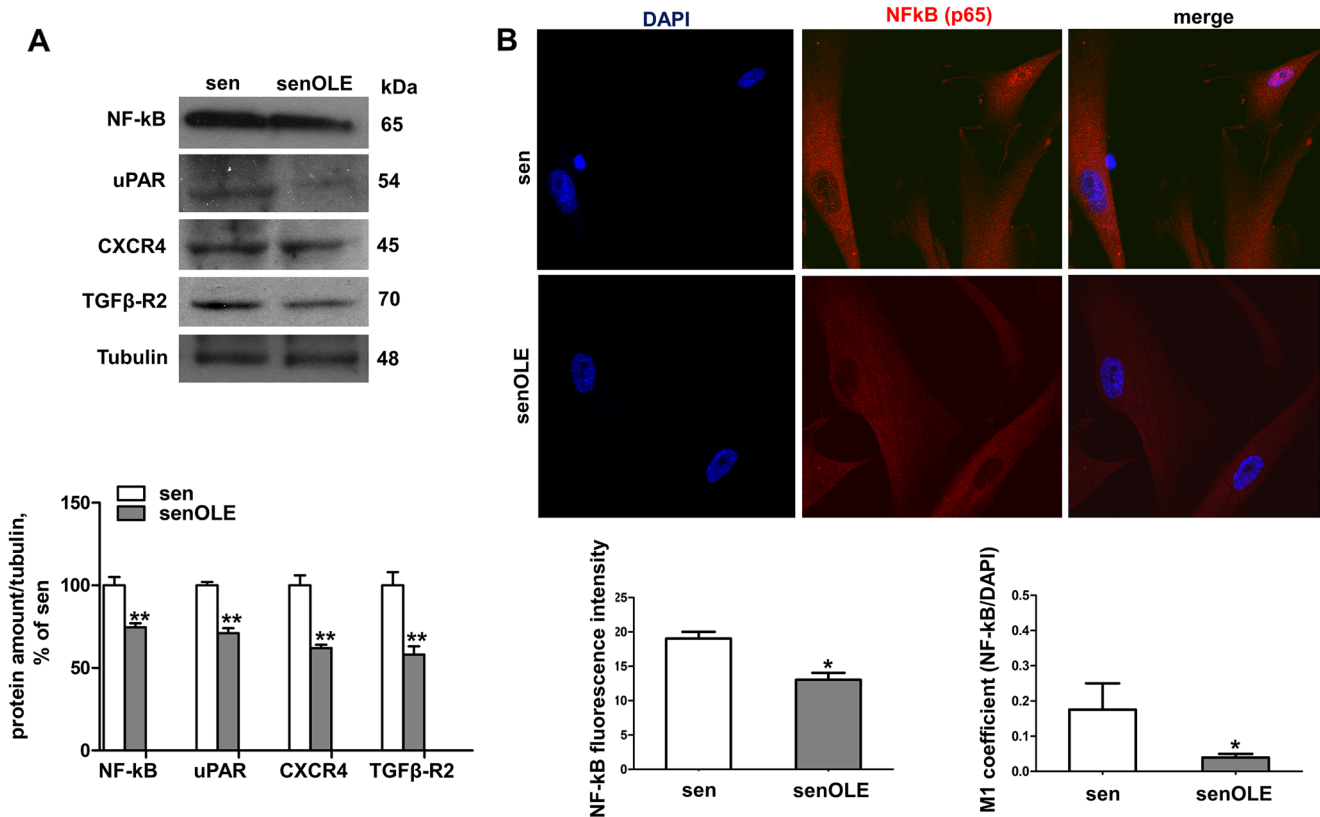 A
sen senOLE kDa
NF-kB 65
uPAR 54
CXCR4 45
TGFβ-R2 70
Tubulin 48
protein amount/tubulin,
% of sen
150
100
50
0
sen
senOLE
** ** ** **
NF-kB uPAR CXCR4 TGFβ-R2
B
DAPI NFkB (p65) merge
sen
senOLE
NF-kB fluorescence intensity
25
20
15
10
5
0
*
sen senOLE
M1 coefficient (NF-kB/DAPI)
0.5
0.4
0.3
0.2
0.1
0.0
*
sen senOLE